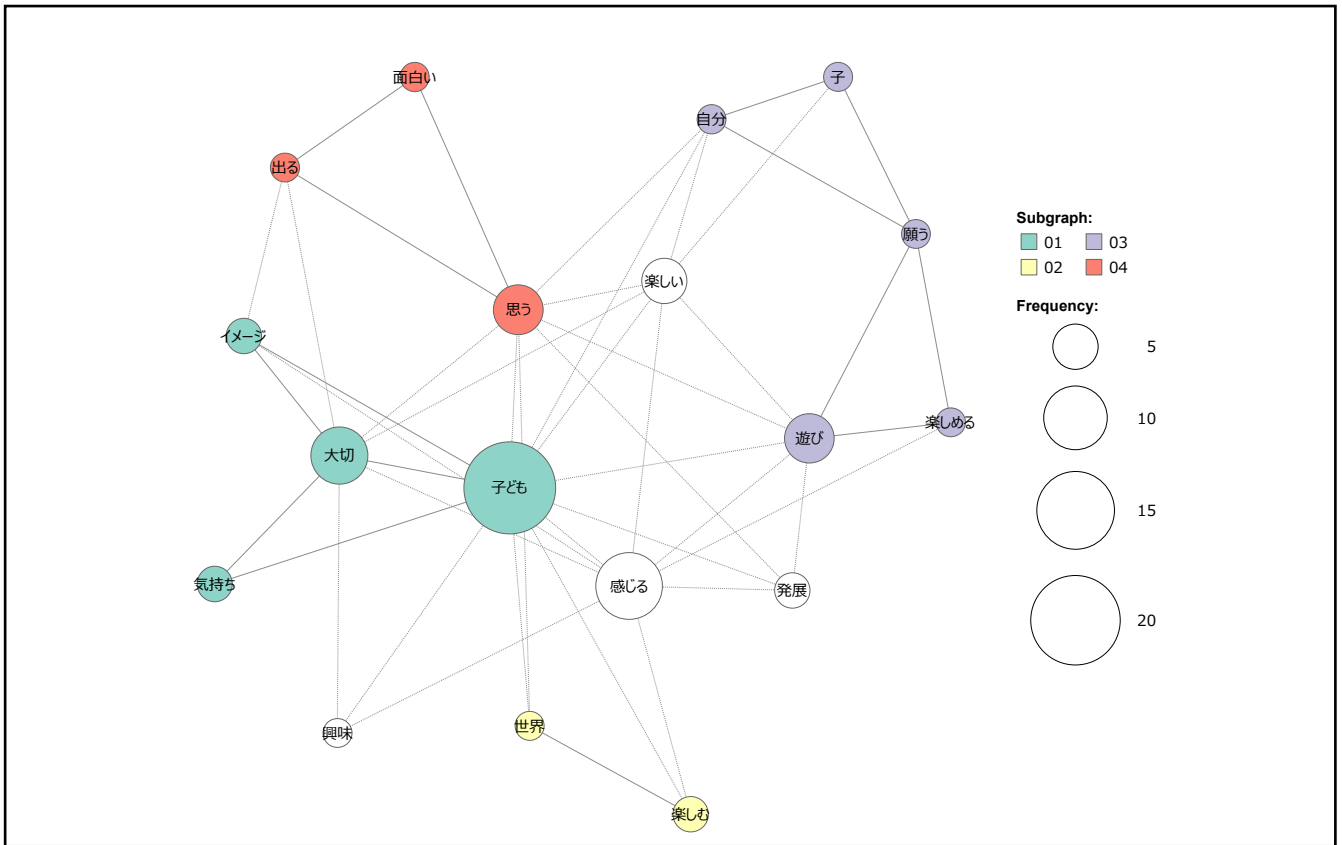 面白い
子
自分
出る
願う
楽しい
思う
イメージ
楽しめる
遊び
大切
子ども
気持ち
感じる
発展
世界
興味
楽しむ
Subgraph:
01 03
02 04
Frequency:
5
10
15
20